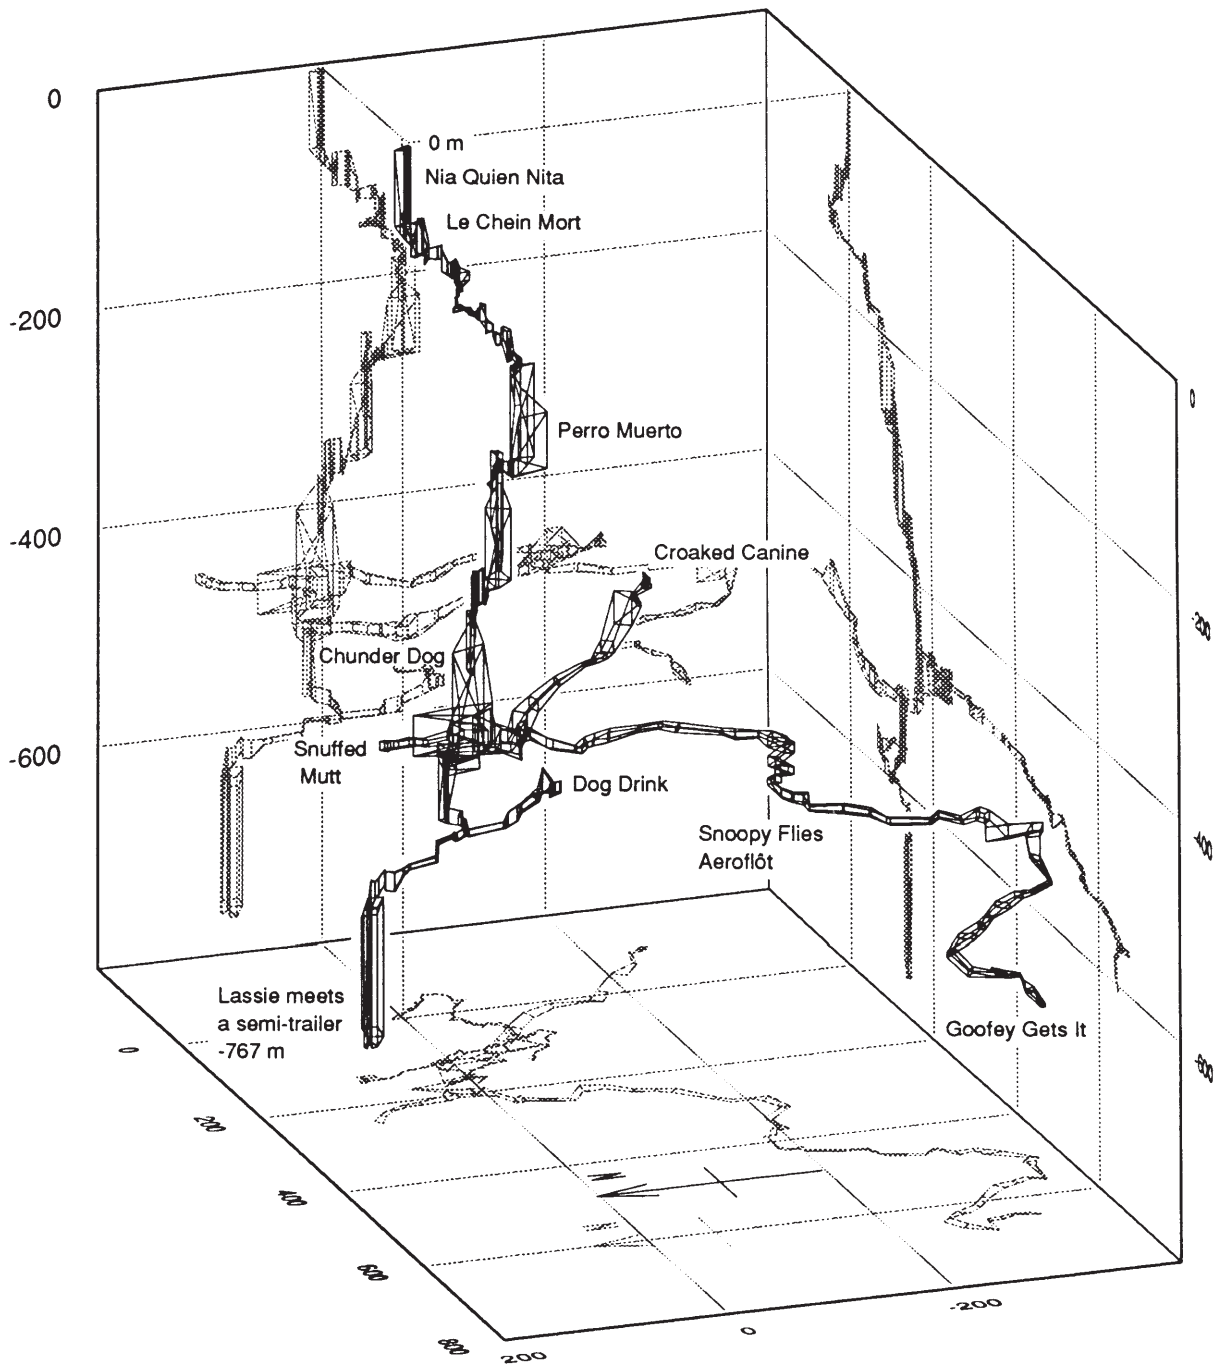 0
0 m
Nia Quien Nita
Le Chein Mort
-200
0
Perro Muerto
-400
Croaked Canine
-200
Chunder Dog
-600
Snuffed
Mutt
Dog Drink
Snoopy Flies
Aeroflôt
-400
Lassie meets
a semi-trailer
-767 m
Goofey Gets It
0
-600
200
400
N
600
800
200
0
-200